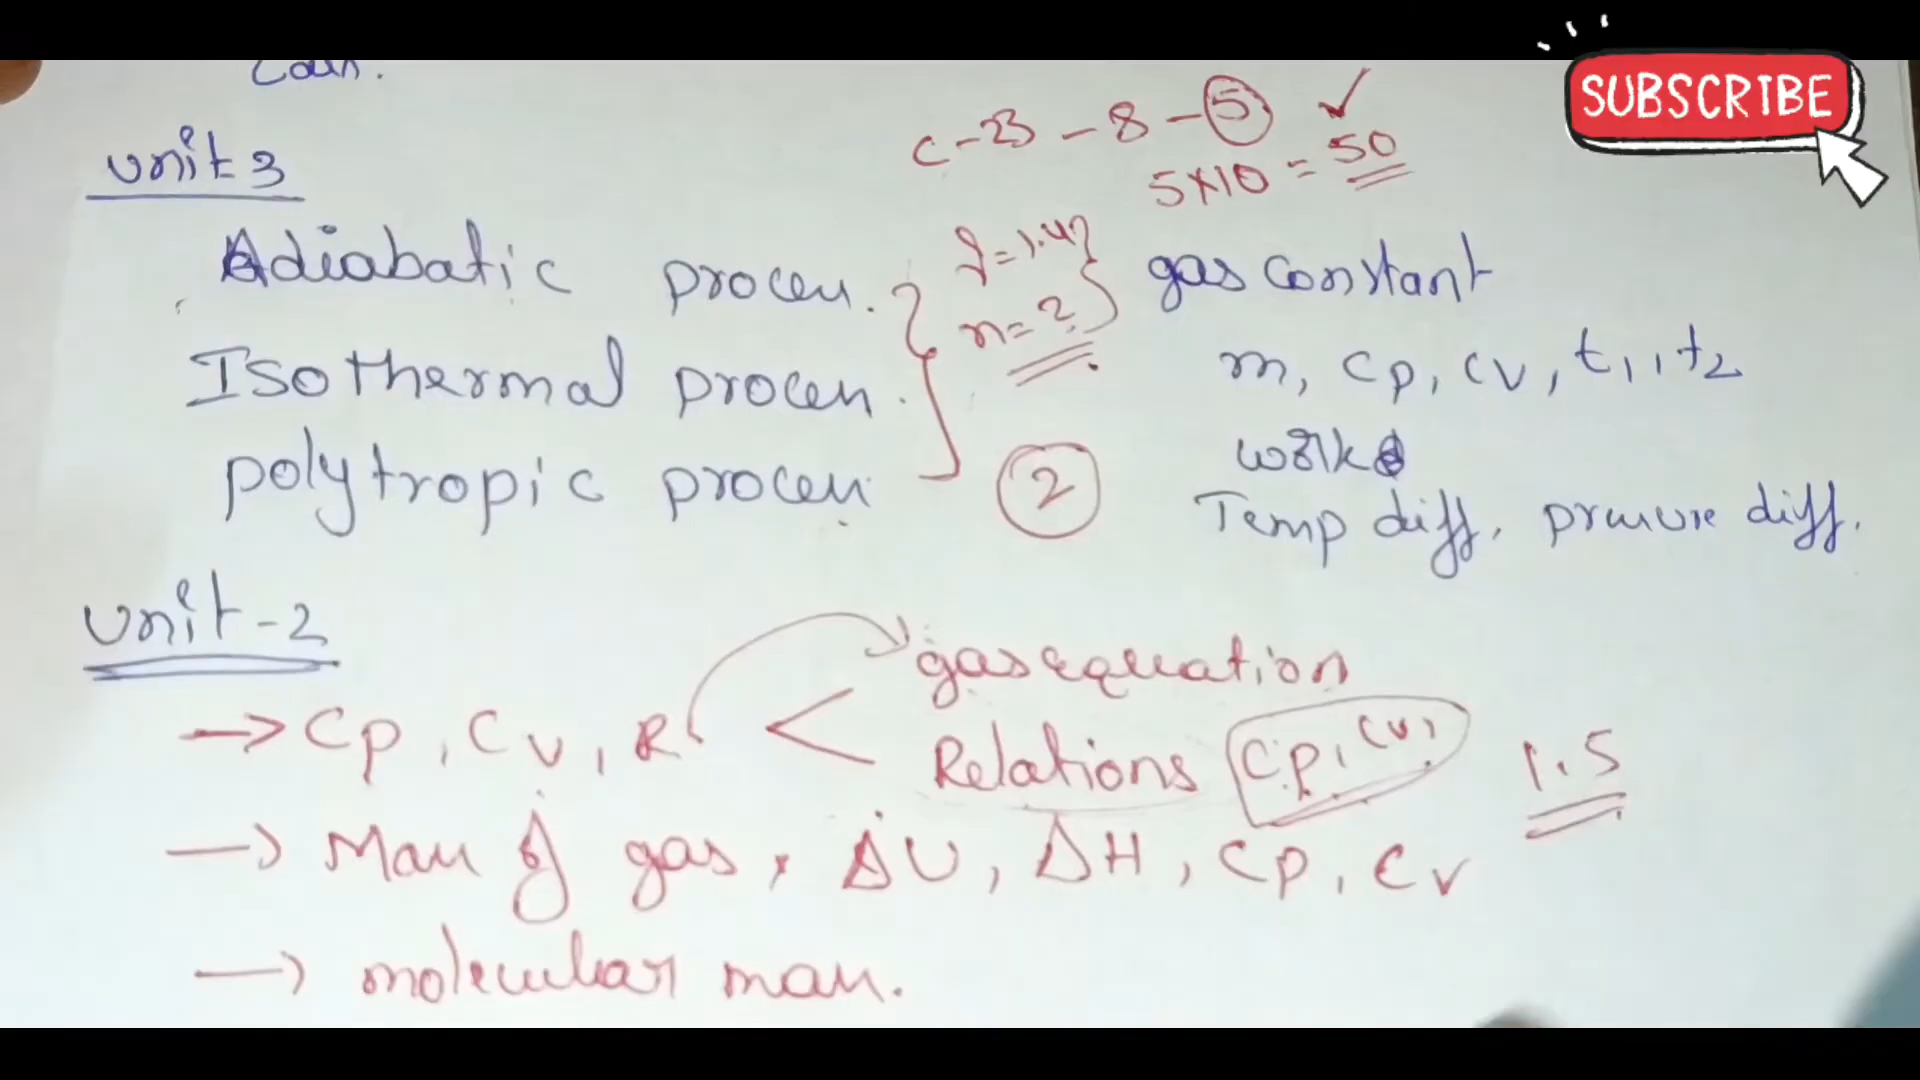 SUBSCRIBE
C-23 - 8 - 5 ✓
5×10 = 50
Unit 3
Adiabatic process.
γ=1.4
n=?
gas constant
Isothermal process.
m, Cp, Cv, t1, t2
work
polytropic process
2
Temp diff, pressure diff.
Unit-2
gas equation
→ Cp, Cv, R
Relations Cp, Cv,
1.5
→ Mass of gas, ΔU, ΔH, Cp, Cv
→ molecular mass.